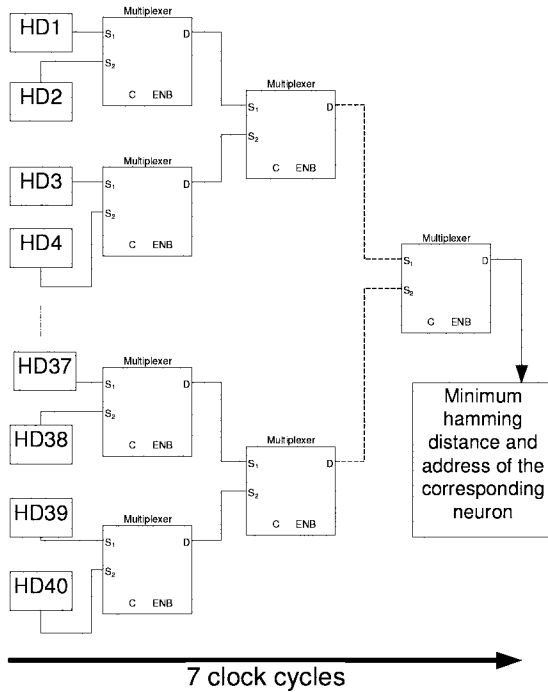 HD1
HD2
Multiplexer
S1
S2
D
C ENB
HD3
HD4
Multiplexer
S1
S2
D
C ENB
Multiplexer
S1
S2
D
C ENB
HD37
HD38
Multiplexer
S1
S2
D
C ENB
HD39
HD40
Multiplexer
S1
S2
D
C ENB
Multiplexer
S1
S2
D
C ENB
Multiplexer
S1
S2
D
C ENB
Minimum
hamming
distance and
address of the
corresponding
neuron
7 clock cycles